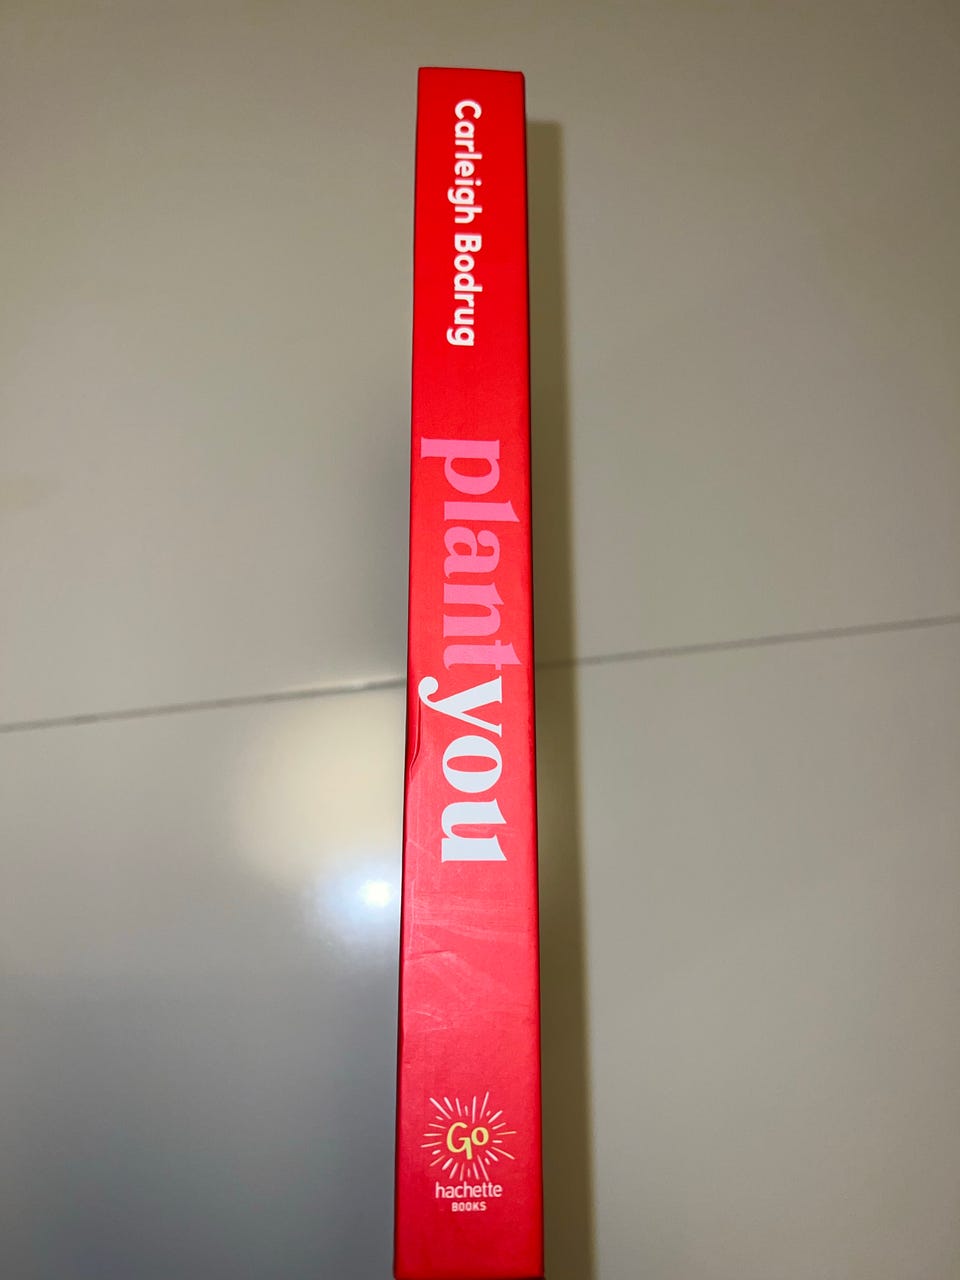 Carleigh Bodrug
plantyou
Go
hachette
BOOKS